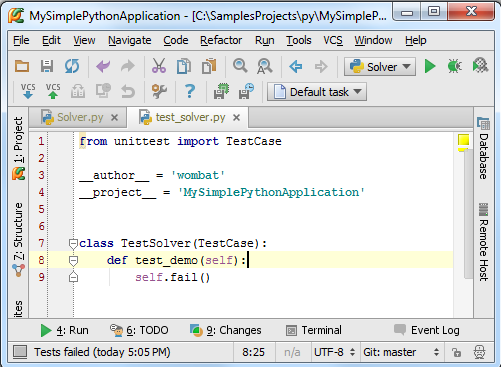 MySimplePythonApplication - [C:\SamplesProjects\py\MySimpleP...
File Edit View Navigate Code Refactor Run Tools VCS Window Help
Solver
VCS VCS Default task
Solver.py test_solver.py
1 from unittest import TestCase
2
3 __author__ = 'wombat'
4 __project__ = 'MySimplePythonApplication'
5
6
7 class TestSolver(TestCase):
8 def test_demo(self):
9 self.fail()
1: Project
7: Structure
ites
Database
Remote Host
4: Run 6: TODO 9: Changes Terminal Event Log
Tests failed (today 5:05 PM) 8:25 n/a UTF-8 Git: master